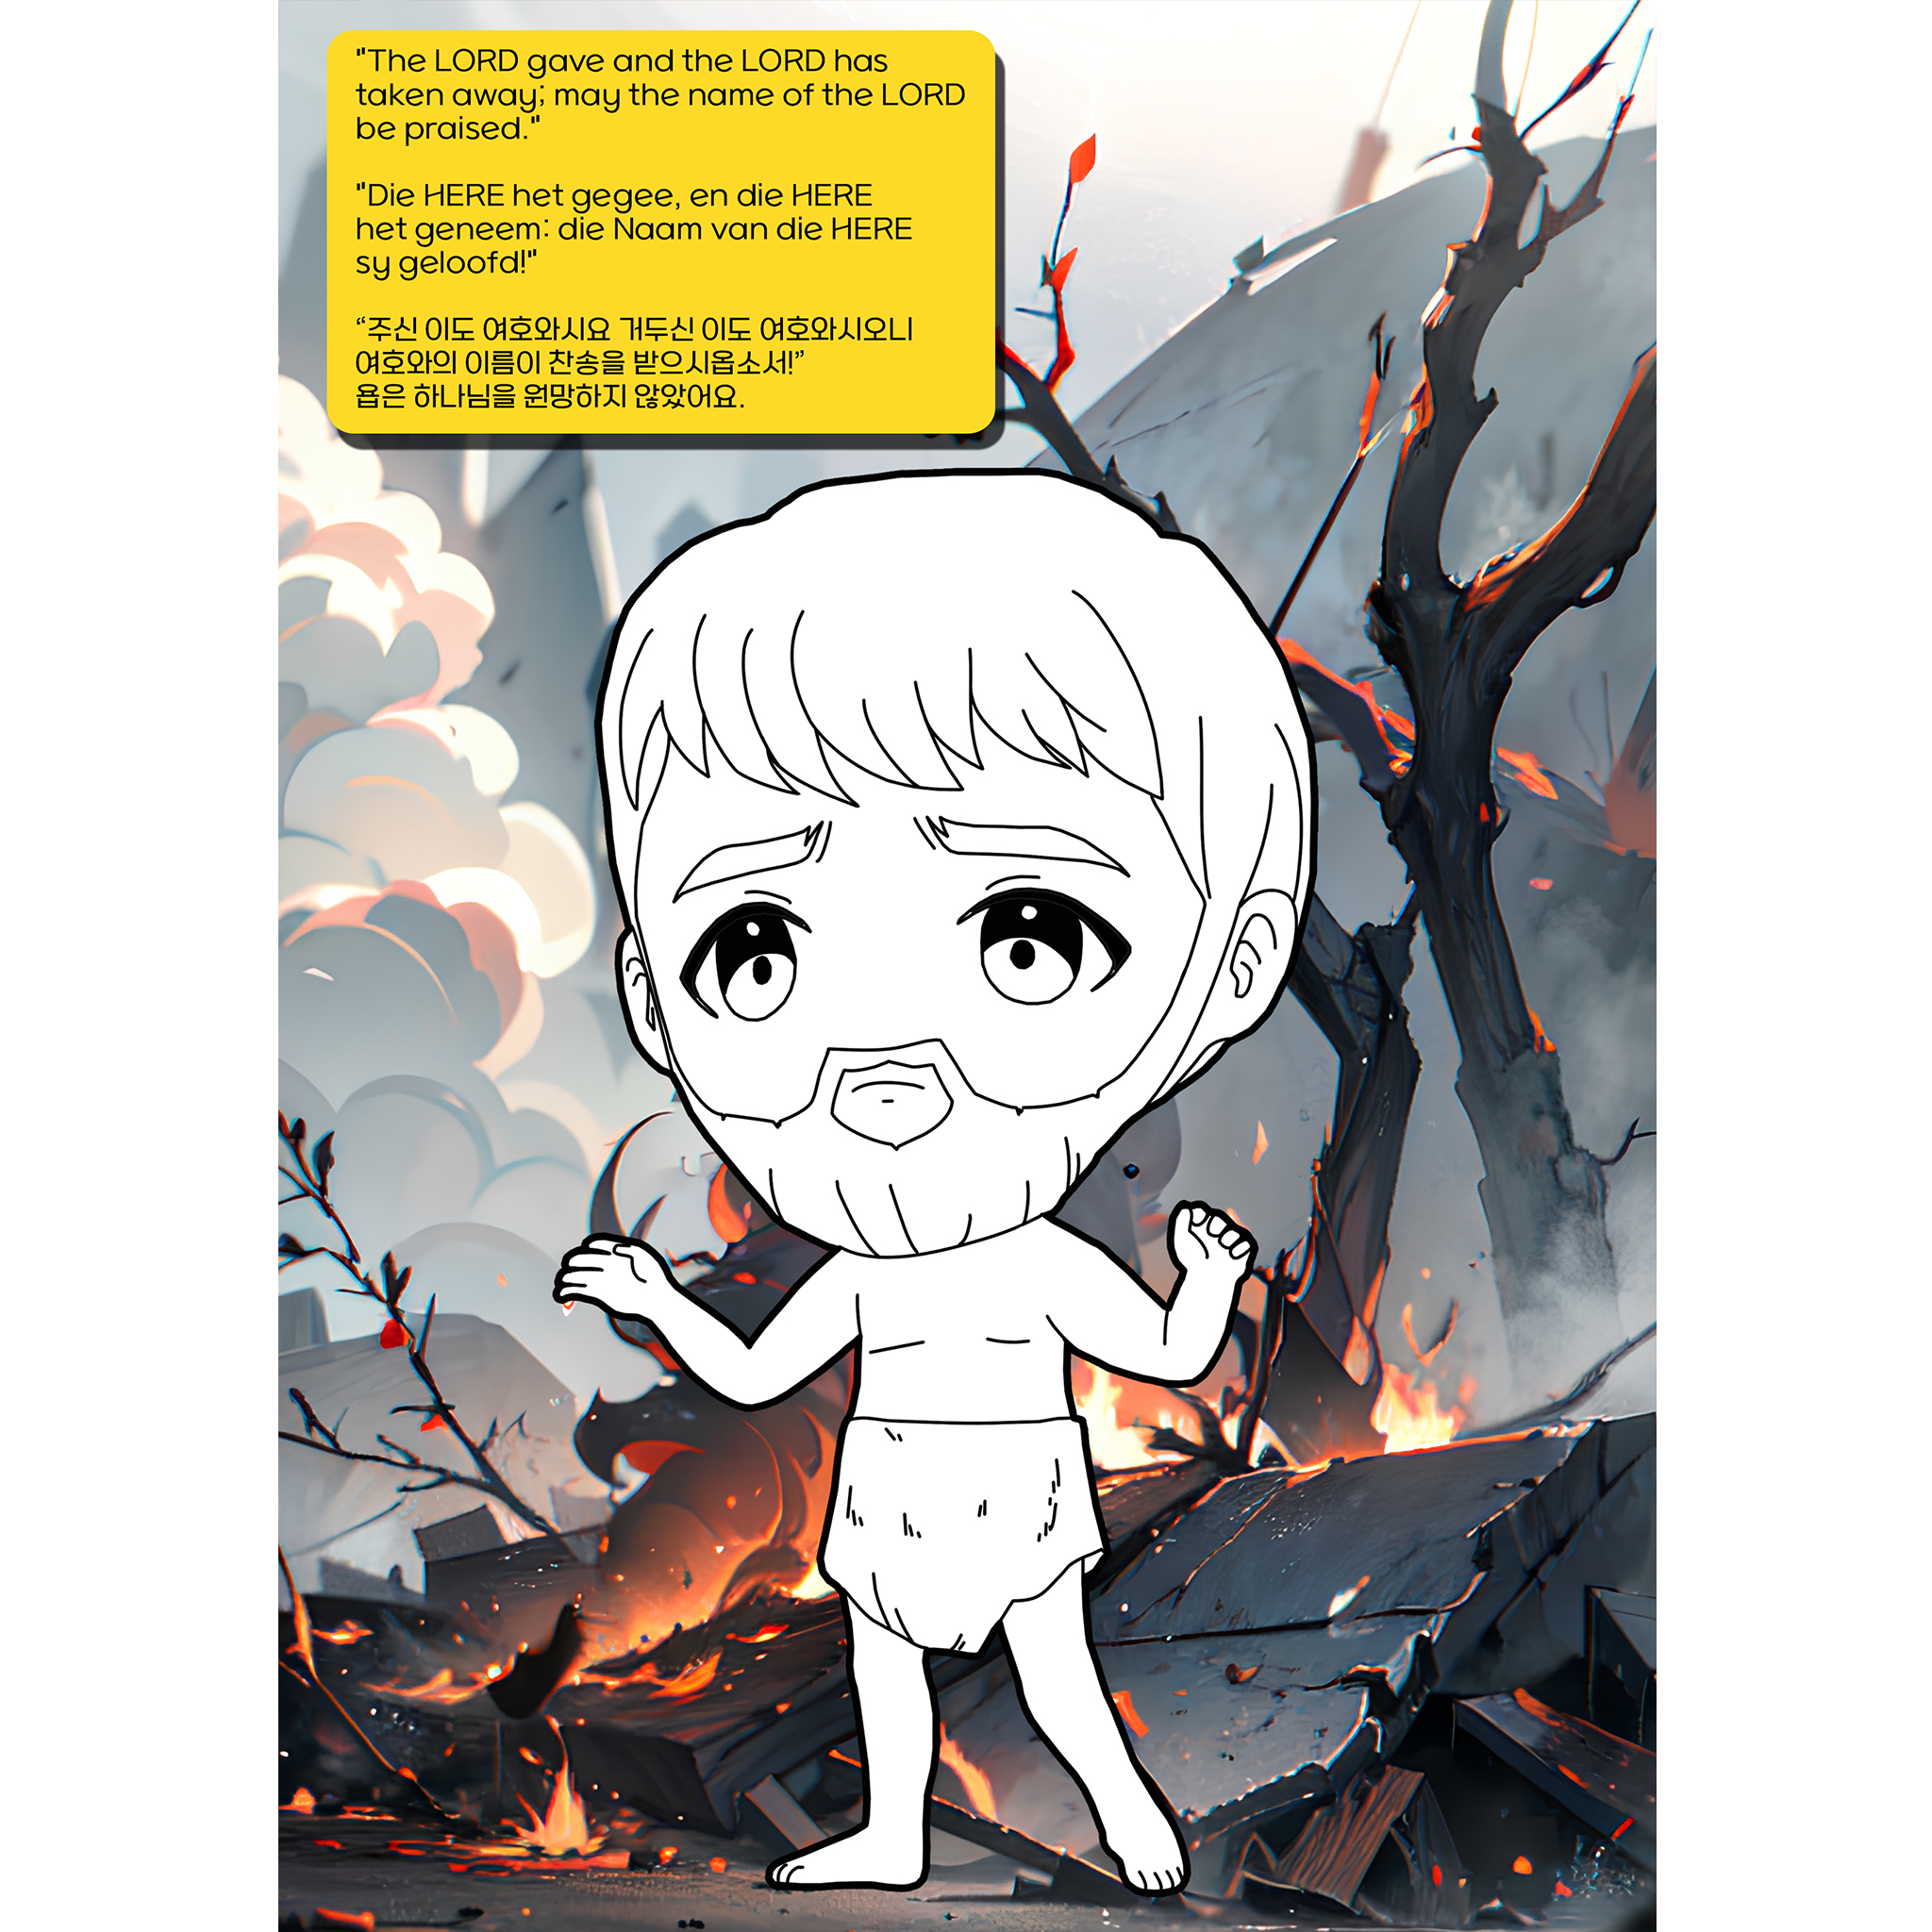 "The LORD gave and the LORD has
taken away; may the name of the LORD
be praised."
"Die HERE het gegee, en die HERE
het geneem: die Naam van die HERE
sy geloofd!"
“주신 이도 여호와시요 거두신 이도 여호와시오니
여호와의 이름이 찬송을 받으시옵소서!”
욥은 하나님을 원망하지 않았어요.